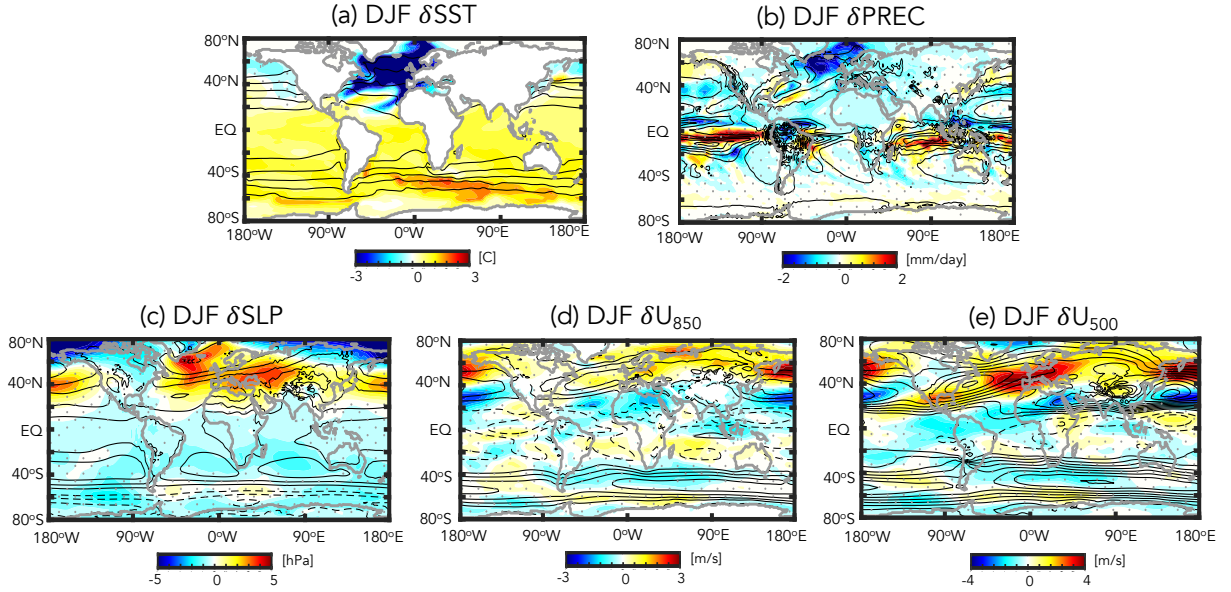 (a) DJF δSST
(b) DJF δPREC
80°N
40°N
EQ
40°S
80°S
180°W 90°W 0°W 90°E 180°E
-3 0 3 [C]
80°N
40°N
EQ
40°S
80°S
180°W 90°W 0°W 90°E 180°E
-2 0 2 [mm/day]
(c) DJF δSLP
(d) DJF δU850
(e) DJF δU500
80°N
40°N
EQ
40°S
80°S
180°W 90°W 0°W 90°E 180°E
-5 0 5 [hPa]
80°N
40°N
EQ
40°S
80°S
180°W 90°W 0°W 90°E 180°E
-3 0 3 [m/s]
80°N
40°N
EQ
40°S
80°S
180°W 90°W 0°W 90°E 180°E
-4 0 4 [m/s]